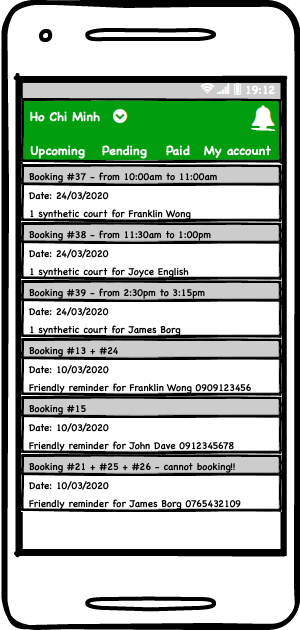 19:12
Ho Chi Minh
Upcoming Pending Paid My account
Booking #37 - from 10:00am to 11:00am
Date: 24/03/2020
1 synthetic court for Franklin Wong
Booking #38 - from 11:30am to 1:00pm
Date: 24/03/2020
1 synthetic court for Joyce English
Booking #39 - from 2:30pm to 3:15pm
Date: 24/03/2020
1 synthetic court for James Borg
Booking #13 + #24
Date: 10/03/2020
Friendly reminder for Franklin Wong 0909123456
Booking #15
Date: 10/03/2020
Friendly reminder for John Dave 0912345678
Booking #21 + #25 + #26 - cannot booking!!
Date: 10/03/2020
Friendly reminder for James Borg 0765432109